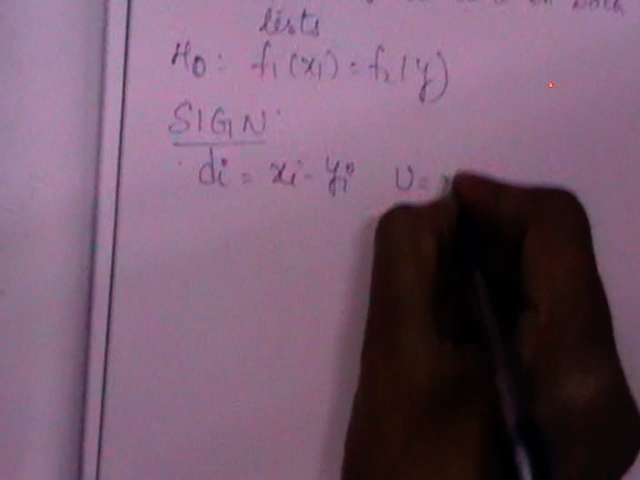 lists
H0: f1(x1) = f2(y)
SIGN:
di = xi - yi U =